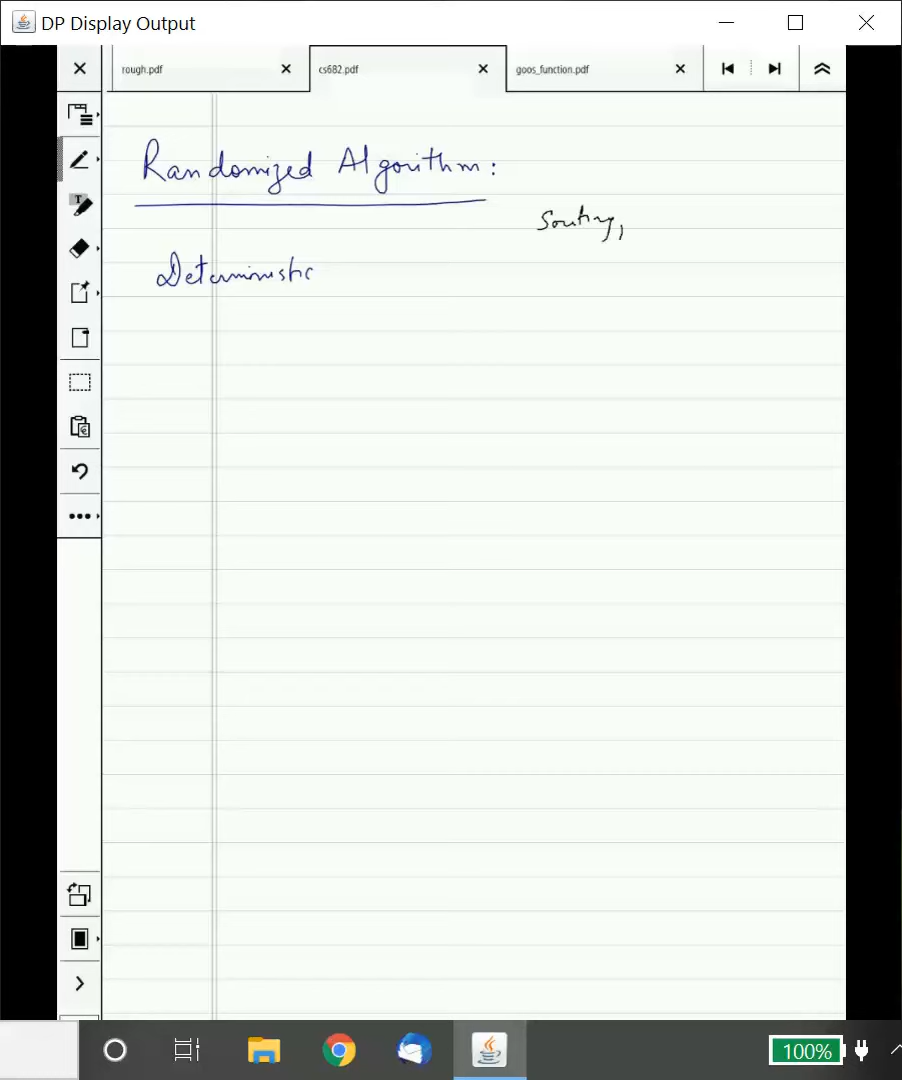 DP Display Output
rough.pdf
cs682.pdf
goos_function.pdf
Randomized Algorithm:
Sorting,
Deterministic
100%